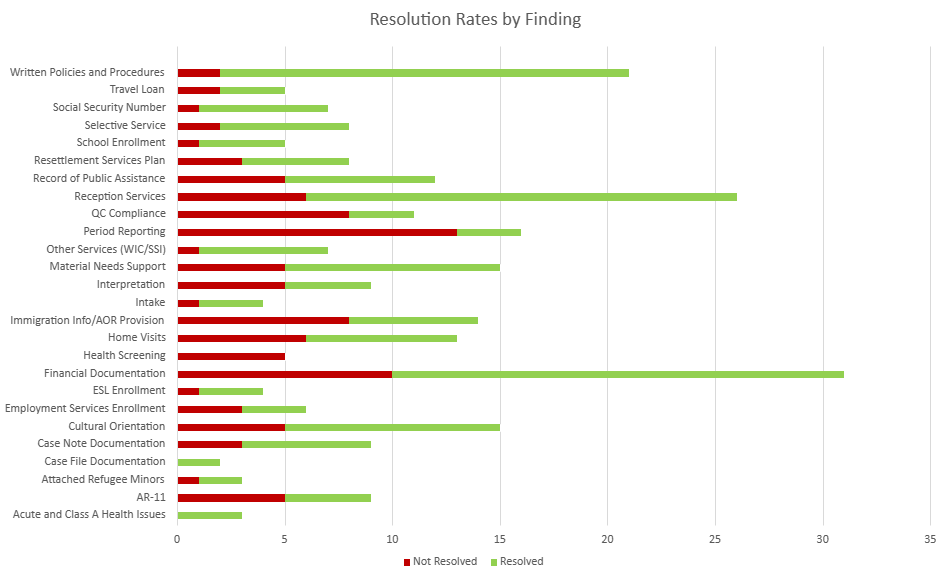 Resolution Rates by Finding
Written Policies and Procedures
Travel Loan
Social Security Number
Selective Service
School Enrollment
Resettlement Services Plan
Record of Public Assistance
Reception Services
QC Compliance
Period Reporting
Other Services (WIC/SSI)
Material Needs Support
Interpretation
Intake
Immigration Info/AOR Provision
Home Visits
Health Screening
Financial Documentation
ESL Enrollment
Employment Services Enrollment
Cultural Orientation
Case Note Documentation
Case File Documentation
Attached Refugee Minors
AR-11
Acute and Class A Health Issues
0 5 10 15 20 25 30 35
Not Resolved Resolved